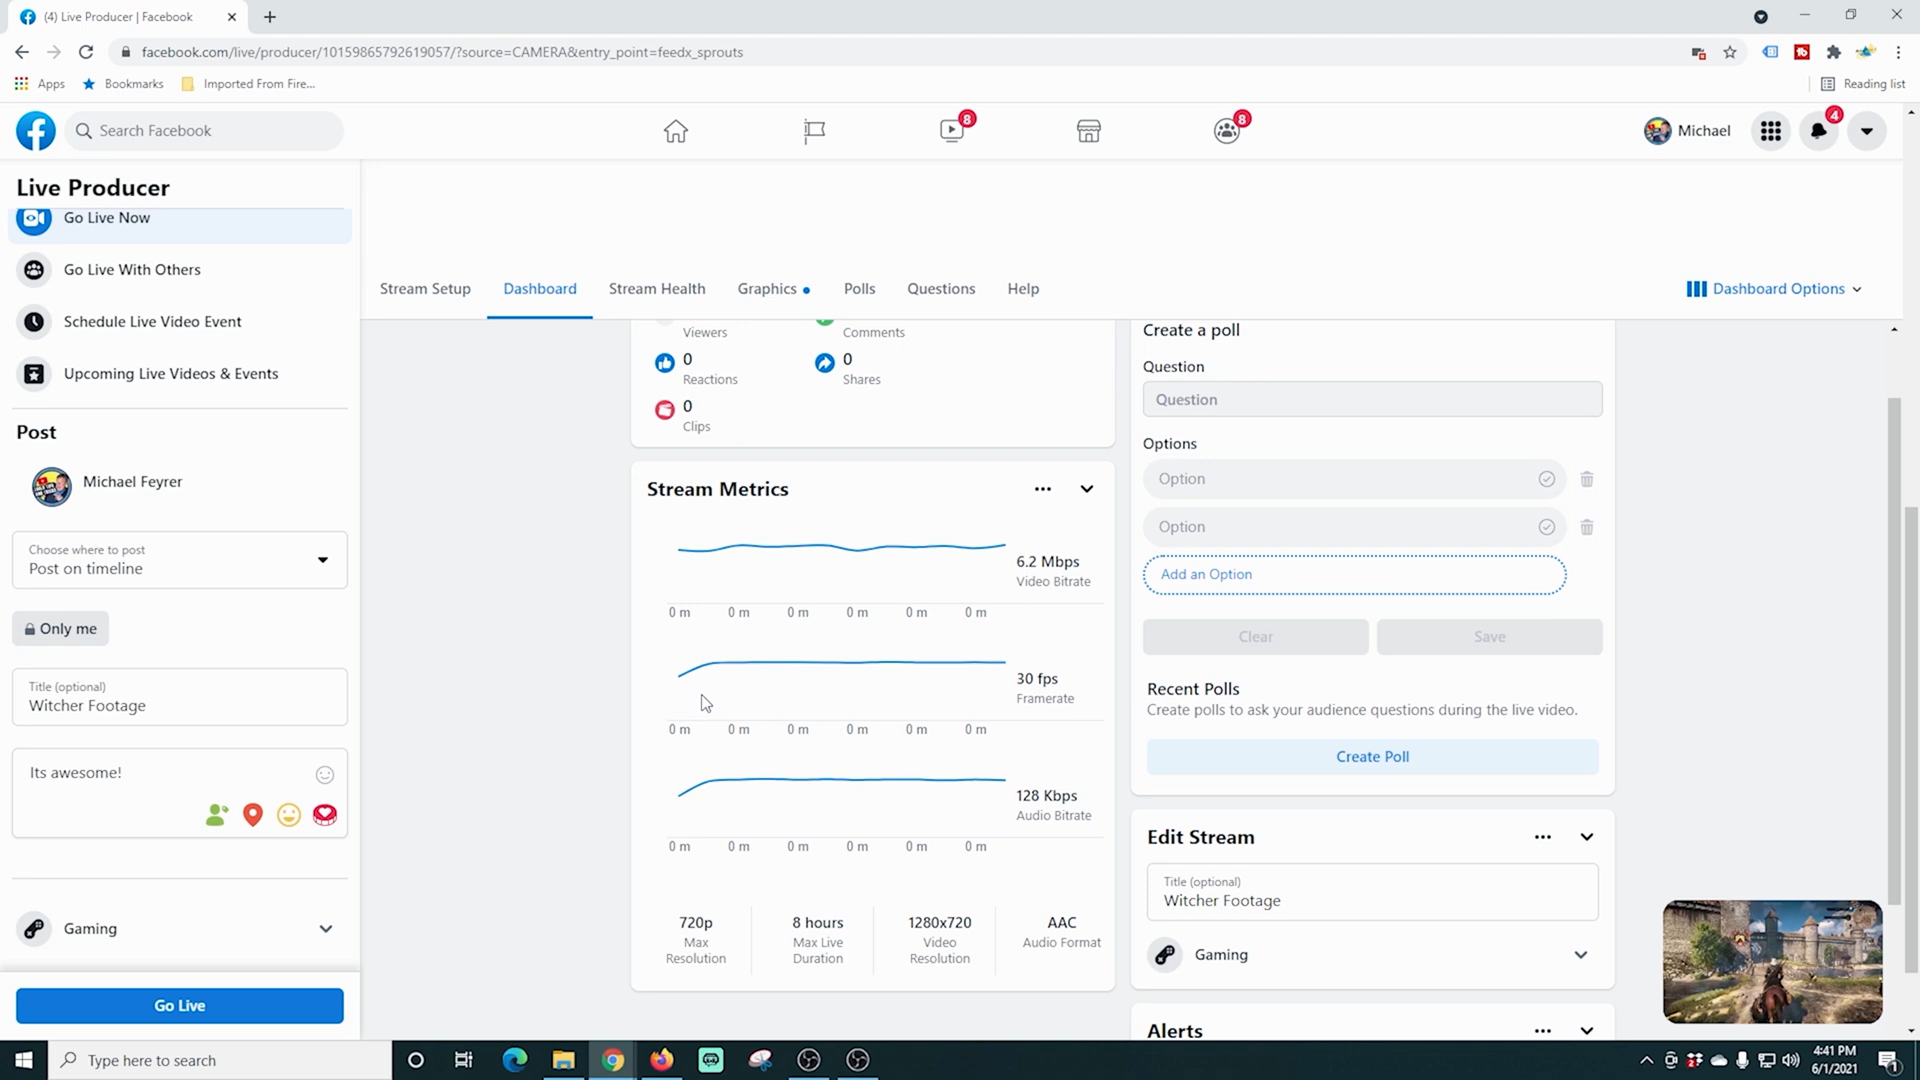 (4) Live Producer | Facebook
facebook.com/live/producer/10159865792619057/?source=CAMERA&entry_point=feedx_sprouts
Apps
Bookmarks
Imported From Fire...
Reading list
Search Facebook
8
8
Michael
4
Live Producer
Go Live Now
Go Live With Others
Schedule Live Video Event
Upcoming Live Videos & Events
Post
Michael Feyrer
Choose where to post
Post on timeline
Only me
Title (optional)
Witcher Footage
Its awesome!
Gaming
Go Live
Stream Setup
Dashboard
Stream Health
Graphics
Polls
Questions
Help
Dashboard Options
Viewers
Comments
0
Reactions
0
Shares
0
Clips
Stream Metrics
6.2 Mbps
Video Bitrate
0 m 0 m 0 m 0 m 0 m 0 m
30 fps
Framerate
0 m 0 m 0 m 0 m 0 m 0 m
128 Kbps
Audio Bitrate
0 m 0 m 0 m 0 m 0 m 0 m
720p
Max
Resolution
8 hours
Max Live
Duration
1280x720
Video
Resolution
AAC
Audio Format
Create a poll
Question
Question
Options
Option
Option
Add an Option
Clear
Save
Recent Polls
Create polls to ask your audience questions during the live video.
Create Poll
Edit Stream
Title (optional)
Witcher Footage
Gaming
Alerts
Type here to search
4:41 PM
6/1/2021